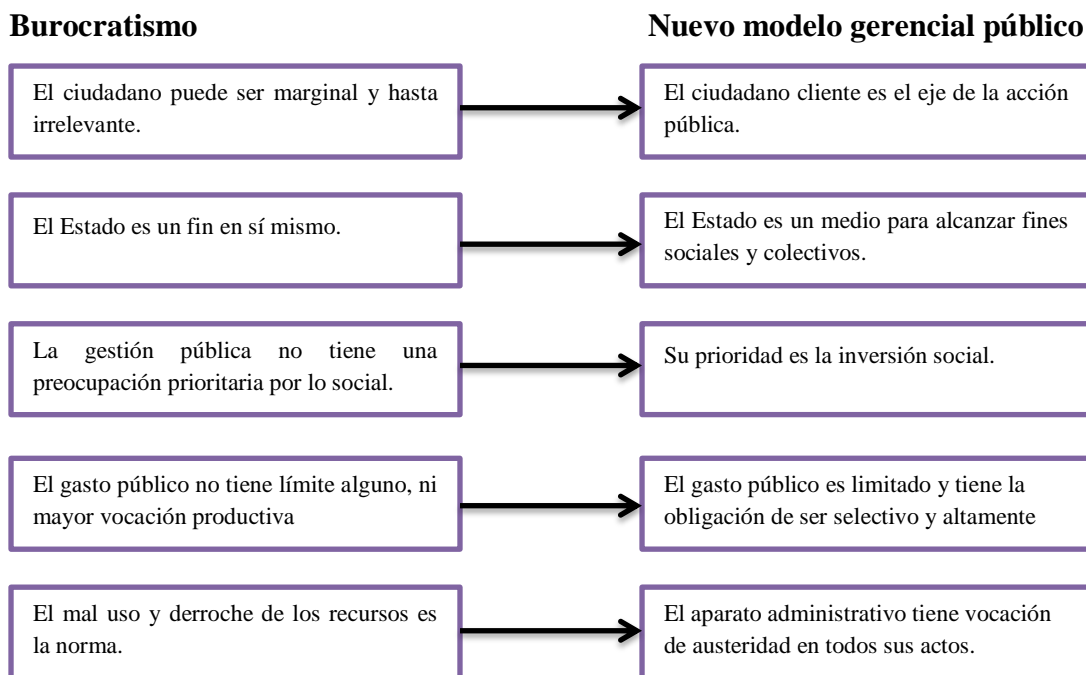 Burocratismo
Nuevo modelo gerencial público
El ciudadano puede ser marginal y hasta
irrelevante.
El ciudadano cliente es el eje de la acción
pública.
El Estado es un fin en sí mismo.
El Estado es un medio para alcanzar fines
sociales y colectivos.
La gestión pública no tiene una
preocupación prioritaria por lo social.
Su prioridad es la inversión social.
El gasto público no tiene límite alguno, ni
mayor vocación productiva
El gasto público es limitado y tiene la
obligación de ser selectivo y altamente
El mal uso y derroche de los recursos es
la norma.
El aparato administrativo tiene vocación
de austeridad en todos sus actos.